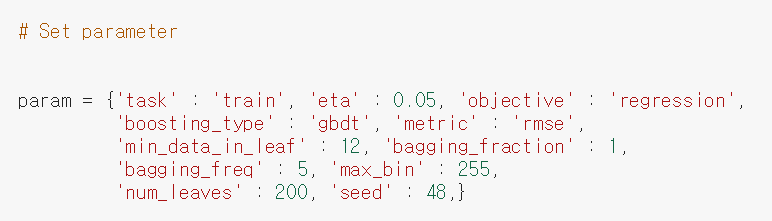 # Set parameter
param = {'task' : 'train', 'eta' : 0.05, 'objective' : 'regression',
'boosting_type' : 'gbdt', 'metric' : 'rmse',
'min_data_in_leaf' : 12, 'bagging_fraction' : 1,
'bagging_freq' : 5, 'max_bin' : 255,
'num_leaves' : 200, 'seed' : 48,}